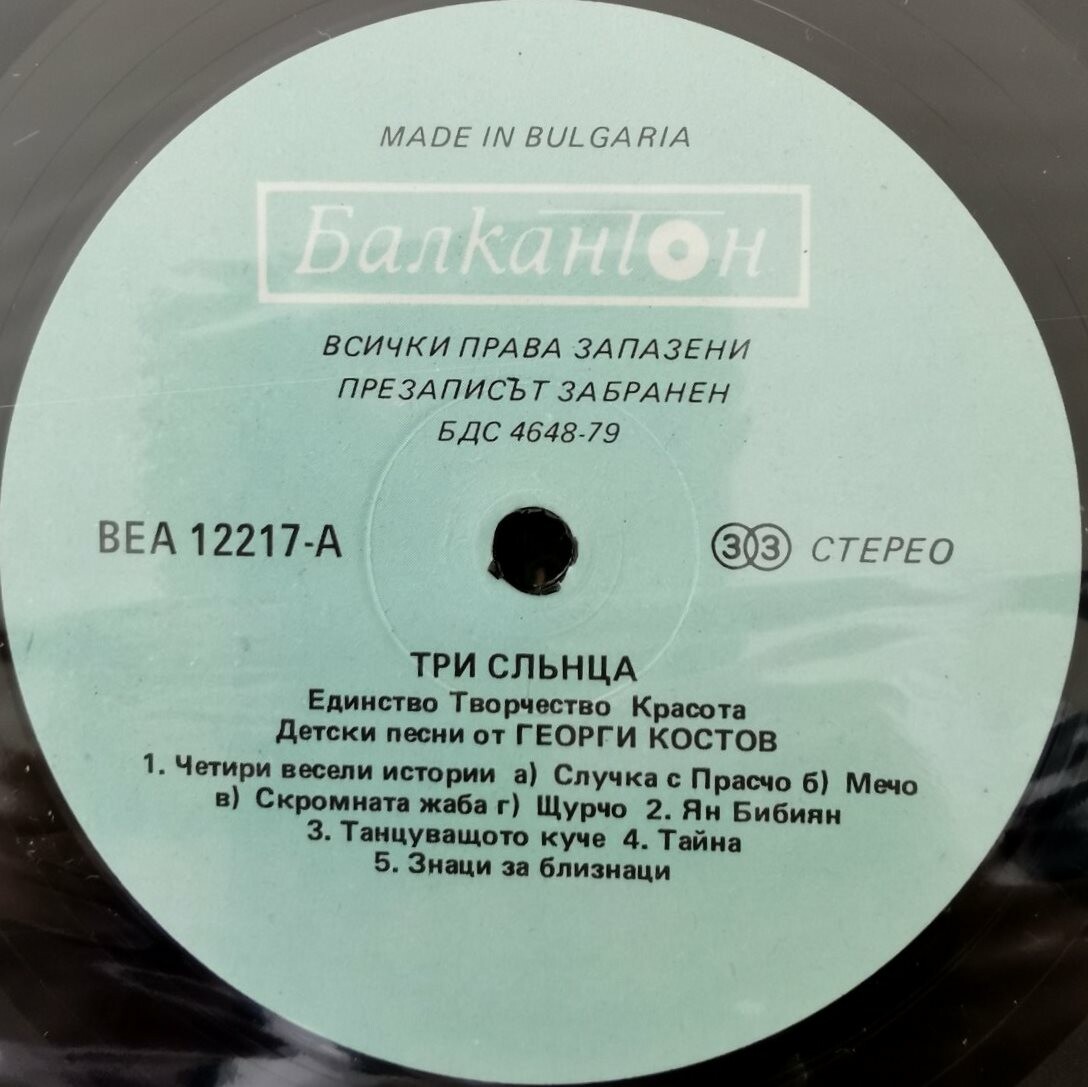 MADE IN BULGARIA
Балкантон
ВСИЧКИ ПРАВА ЗАПАЗЕНИ
ПРЕЗАПИСЪТ ЗАБРАНЕН
БДС 4648-79
ВЕА 12217-А
33 СТЕРЕО
ТРИ СЛЬНЦА
Единство Творчество Красота
Детски песни от ГЕОРГИ КОСТОВ
1. Четири весели истории а) Случка с Прасчо б) Мечо
в) Скромната жаба г) Щурчо 2. Ян Бибиян
3. Танцуващото куче 4. Тайна
5. Знаци за близнаци